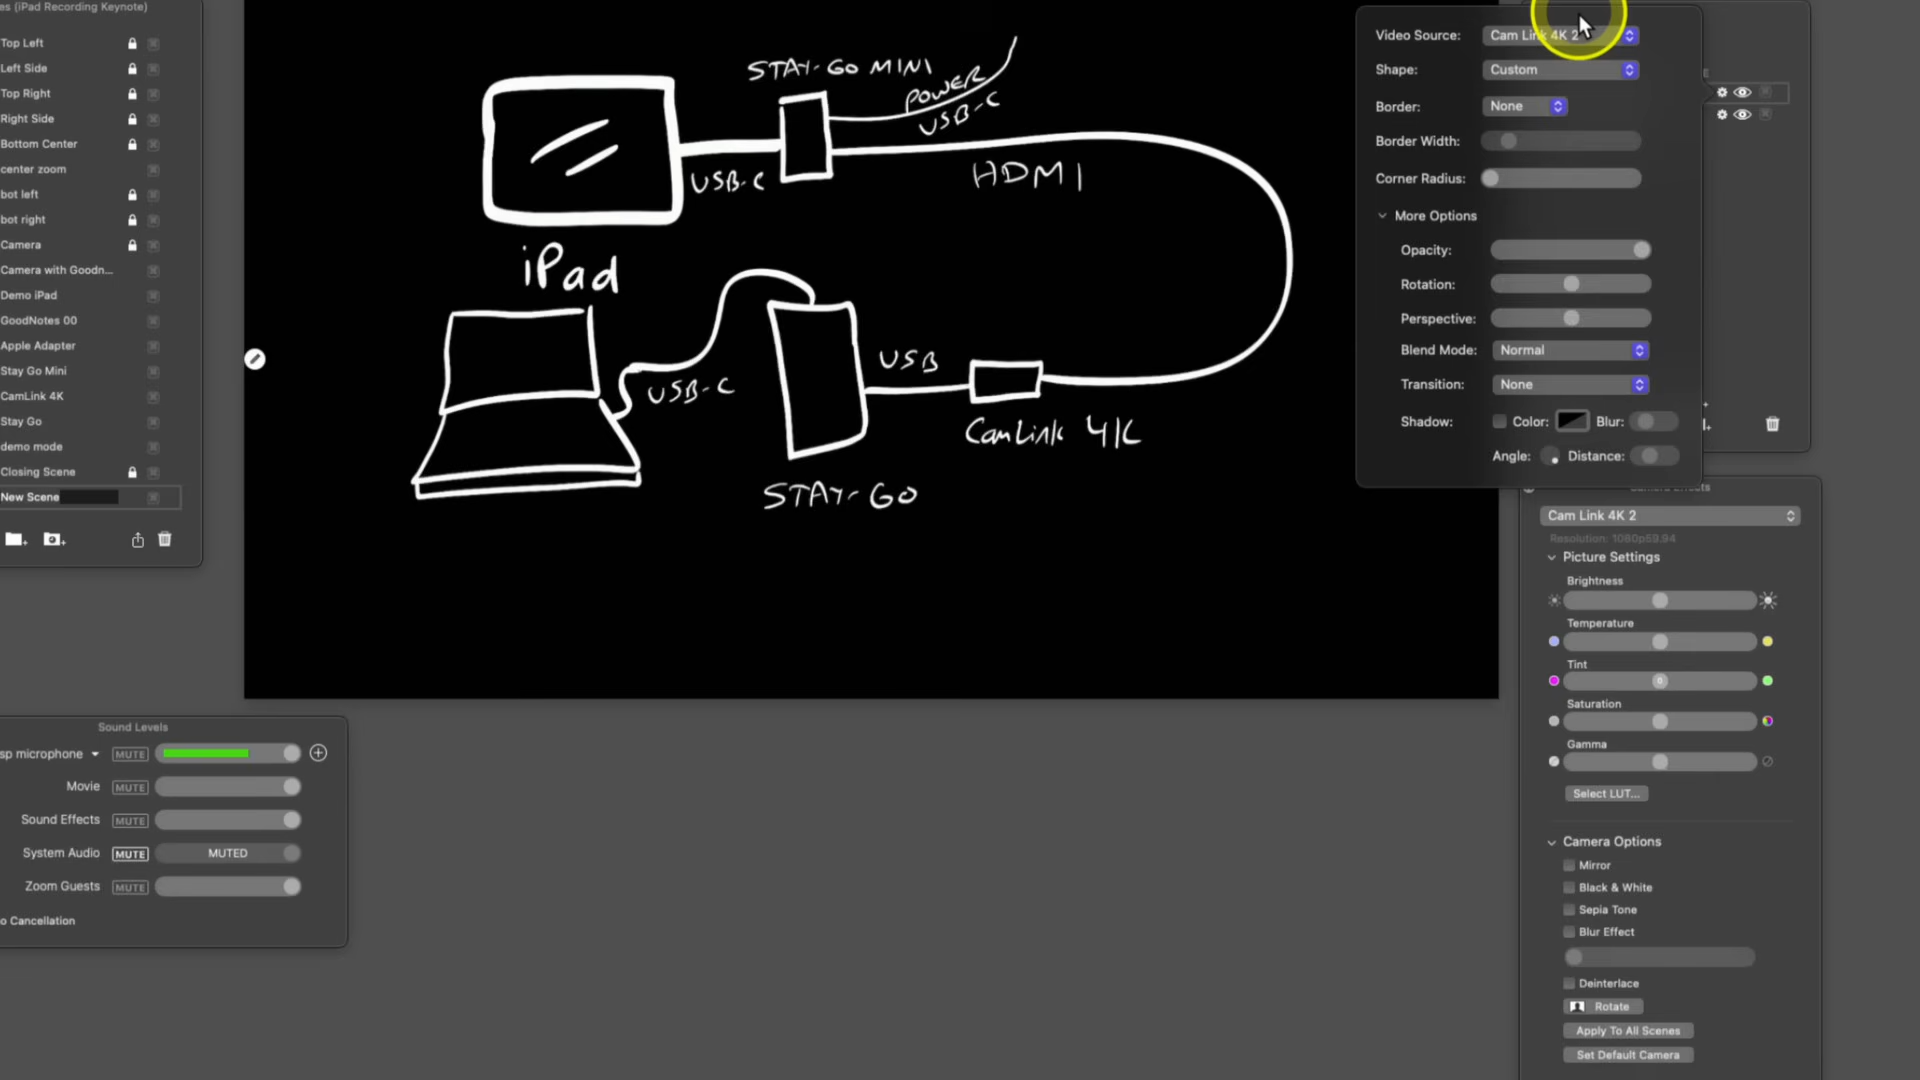 es (iPad Recording Keynote)
Top Left
Left Side
Top Right
Right Side
Bottom Center
center zoom
bot left
bot right
Camera
Camera with Goodn...
Demo iPad
GoodNotes 00
Apple Adapter
Stay Go Mini
CamLink 4K
Stay Go
demo mode
Closing Scene
New Scene
STAY-GO MINI
POWER
USB-C
USB-C
HDMI
iPad
USB-C
USB
CamLink 4K
STAY-GO
Video Source: Cam Link 4K 2
Shape: Custom
Border: None
Border Width:
Corner Radius:
More Options
Opacity:
Rotation:
Perspective:
Blend Mode: Normal
Transition: None
Shadow: Color: Blur:
Angle: Distance:
Cam Link 4K 2
Resolution: 1080p59.94
Picture Settings
Brightness
Temperature
Tint
Saturation
Gamma
Select LUT...
Camera Options
Mirror
Black & White
Sepia Tone
Blur Effect
Deinterlace
Rotate
Apply To All Scenes
Set Default Camera
Sound Levels
sp microphone MUTE
Movie MUTE
Sound Effects MUTE
System Audio MUTE MUTED
Zoom Guests MUTE
o Cancellation